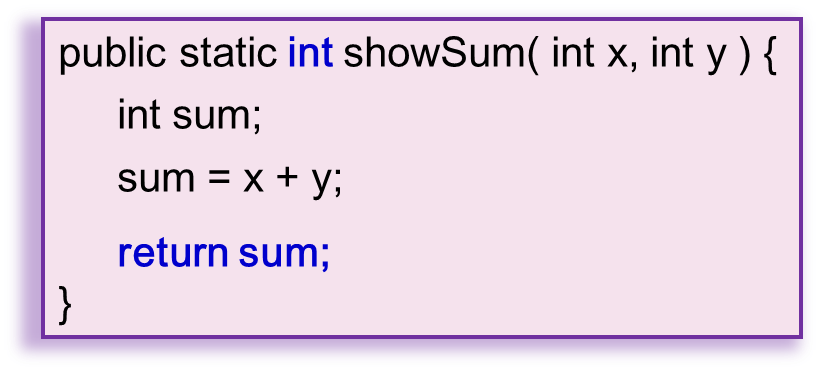 public static int showSum( int x, int y ) {
int sum;
sum = x + y;
return sum;
}